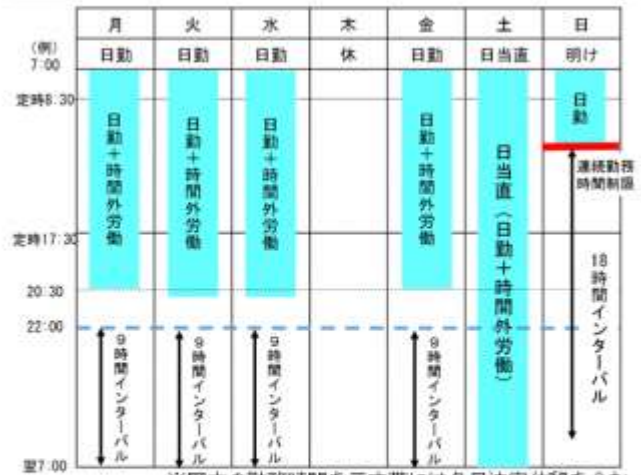 月 火 水 木 金 土 日
(例) 日勤 日勤 日勤 休 日勤 日当直 明け
7:00
定時8:30
日勤＋時間外労働
日勤＋時間外労働
日勤＋時間外労働
日勤＋時間外労働
日当直（日勤＋時間外労働）
日勤
連続勤務
時間制限
定時17:30
20:30
22:00
9時間インターバル
9時間インターバル
9時間インターバル
9時間インターバル
18時間インターバル
翌7:00